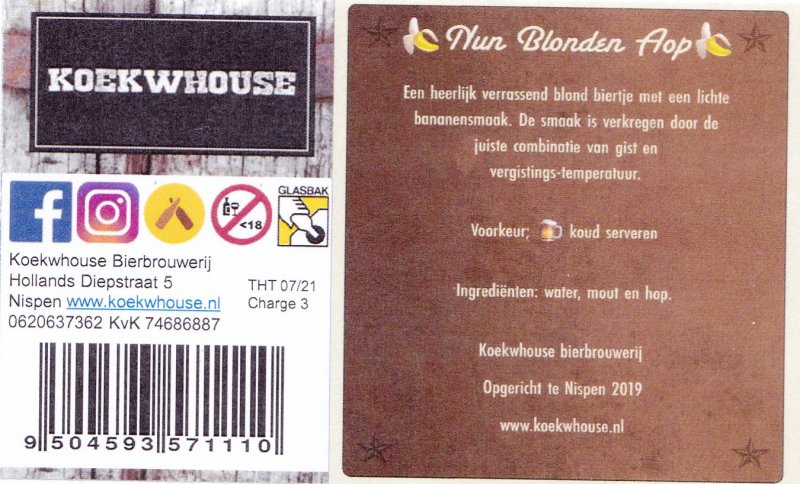 KOEKWHOUSE
<18
GLASBAK
Koekwhouse Bierbrouwerij
Hollands Diepstraat 5
Nispen www.koekwhouse.nl
0620637362 KvK 74686887
THT 07/21
Charge 3
9 504593 571110
Nun Blonden Aop
Een heerlijk verrassend blond biertje met een lichte
bananensmaak. De smaak is verkregen door de
juiste combinatie van gist en
vergistings-temperatuur.
Voorkeur; koud serveren
Ingrediënten: water, mout en hop.
Koekwhouse bierbrouwerij
Opgericht te Nispen 2019
www.koekwhouse.nl